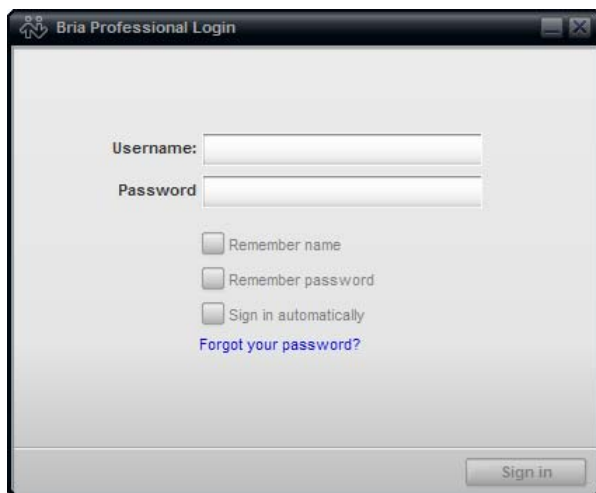 Bria Professional Login
Username:
Password
Remember name
Remember password
Sign in automatically
Forgot your password?
Sign in